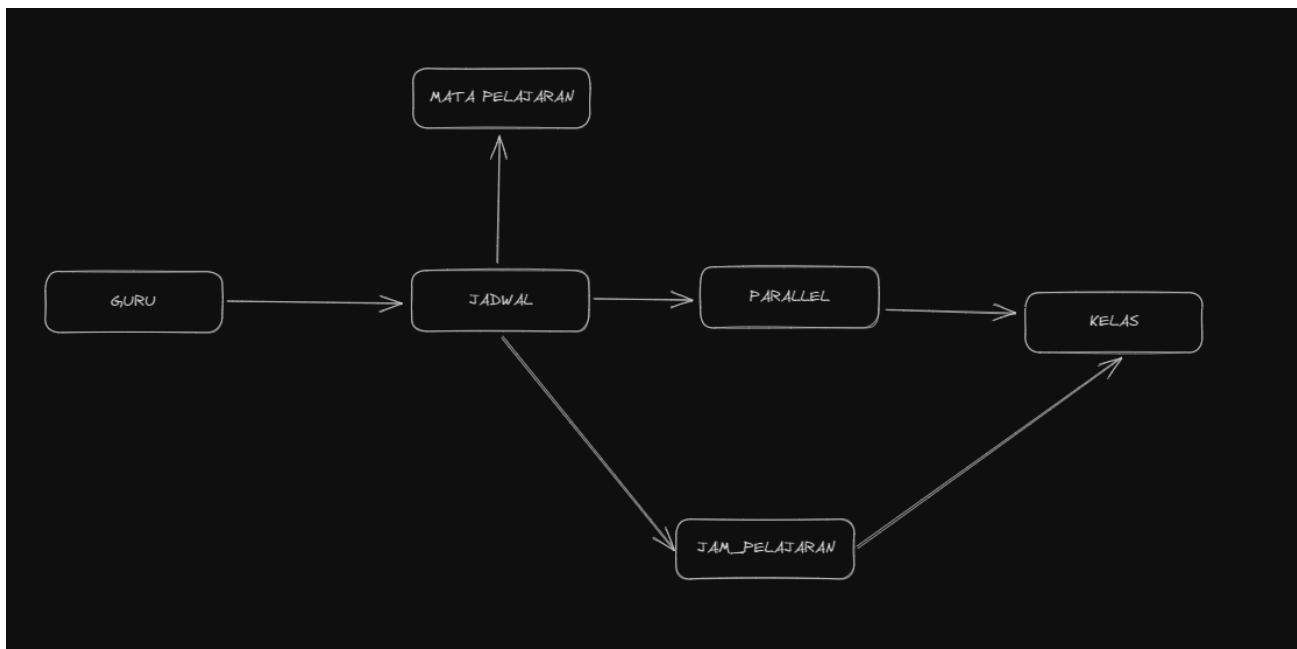 MATA PELAJARAN
GURU
JADWAL
PARALLEL
KELAS
JAM_PELAJARAN